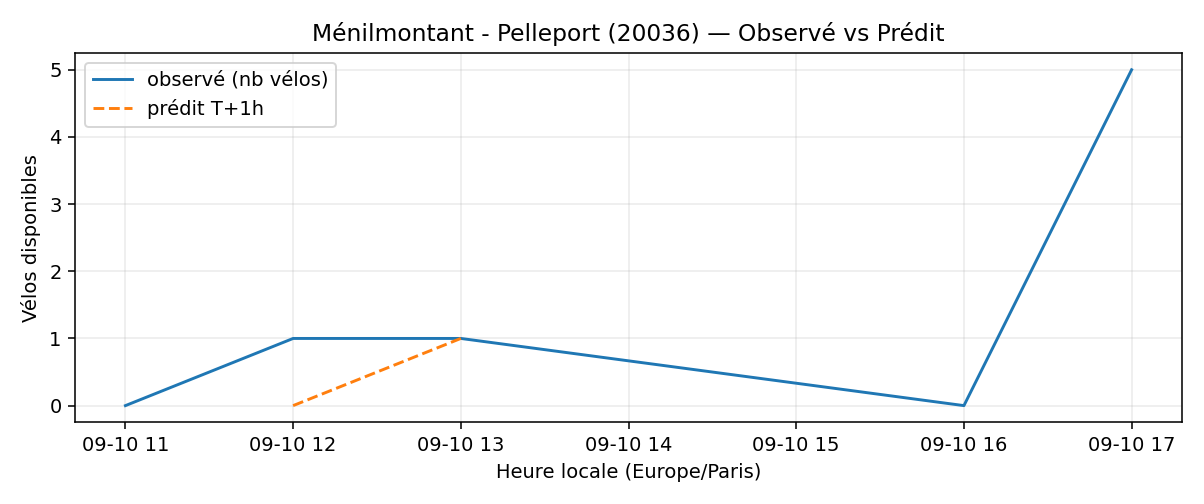 Ménilmontant - Pelleport (20036) — Observé vs Prédit
observé (nb vélos)
prédit T+1h
Vélos disponibles
5
4
3
2
1
0
09-10 11
09-10 12
09-10 13
09-10 14
09-10 15
09-10 16
09-10 17
Heure locale (Europe/Paris)